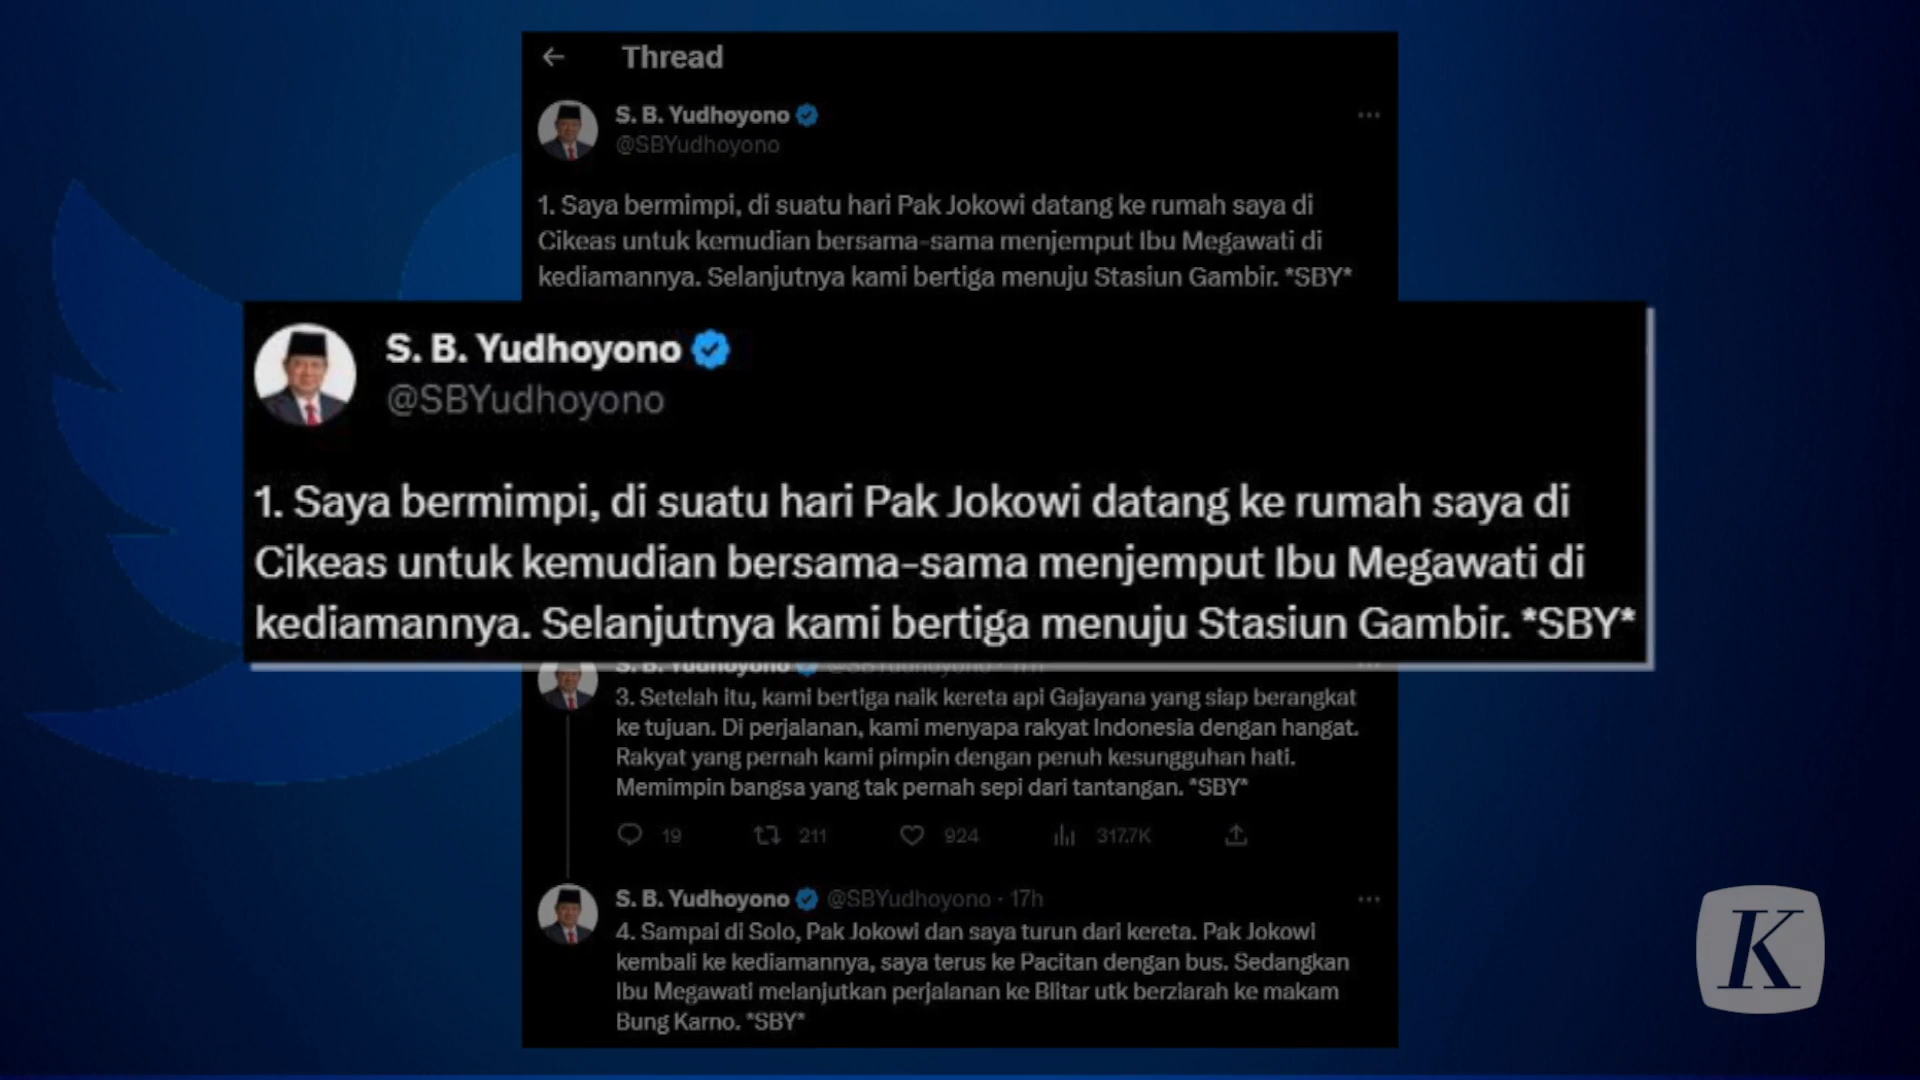 Thread
S. B. Yudhoyono
@SBYudhoyono
1. Saya bermimpi, di suatu hari Pak Jokowi datang ke rumah saya di
Cikeas untuk kemudian bersama-sama menjemput Ibu Megawati di
kediamannya. Selanjutnya kami bertiga menuju Stasiun Gambir. *SBY*
S. B. Yudhoyono
@SBYudhoyono
1. Saya bermimpi, di suatu hari Pak Jokowi datang ke rumah saya di
Cikeas untuk kemudian bersama-sama menjemput Ibu Megawati di
kediamannya. Selanjutnya kami bertiga menuju Stasiun Gambir. *SBY*
S. B. Yudhoyono @SBYudhoyono · 17h
3. Setelah itu, kami bertiga naik kereta api Gajayana yang siap berangkat
ke tujuan. Di perjalanan, kami menyapa rakyat Indonesia dengan hangat.
Rakyat yang pernah kami pimpin dengan penuh kesungguhan hati.
Memimpin bangsa yang tak pernah sepi dari tantangan. *SBY*
19 211 924 317.7K
S. B. Yudhoyono @SBYudhoyono · 17h
4. Sampai di Solo, Pak Jokowi dan saya turun dari kereta. Pak Jokowi
kembali ke kediamannya, saya terus ke Pacitan dengan bus. Sedangkan
Ibu Megawati melanjutkan perjalanan ke Blitar utk berziarah ke makam
Bung Karno. *SBY*
K